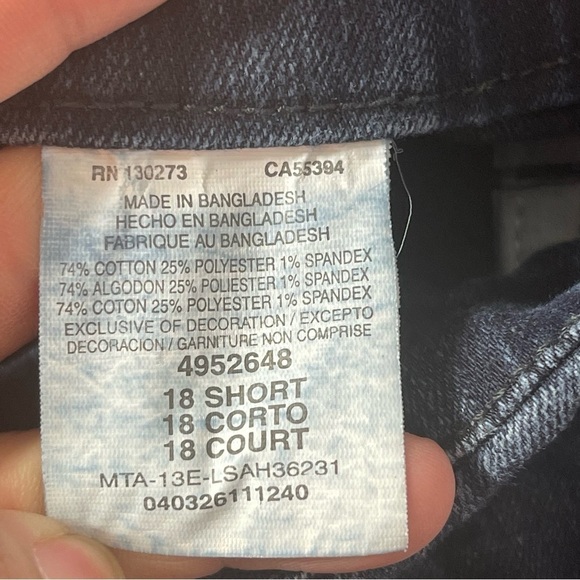 RN 130273 CA55394
MADE IN BANGLADESH
HECHO EN BANGLADESH
FABRIQUE AU BANGLADESH
74% COTTON 25% POLYESTER 1% SPANDEX
74% ALGODON 25% POLIESTER 1% SPANDEX
74% COTON 25% POLYESTER 1% SPANDEX
EXCLUSIVE OF DECORATION / EXCEPTO
DECORACION / GARNITURE NON COMPRISE
4952648
18 SHORT
18 CORTO
18 COURT
MTA-13E-LSAH36231
040326111240